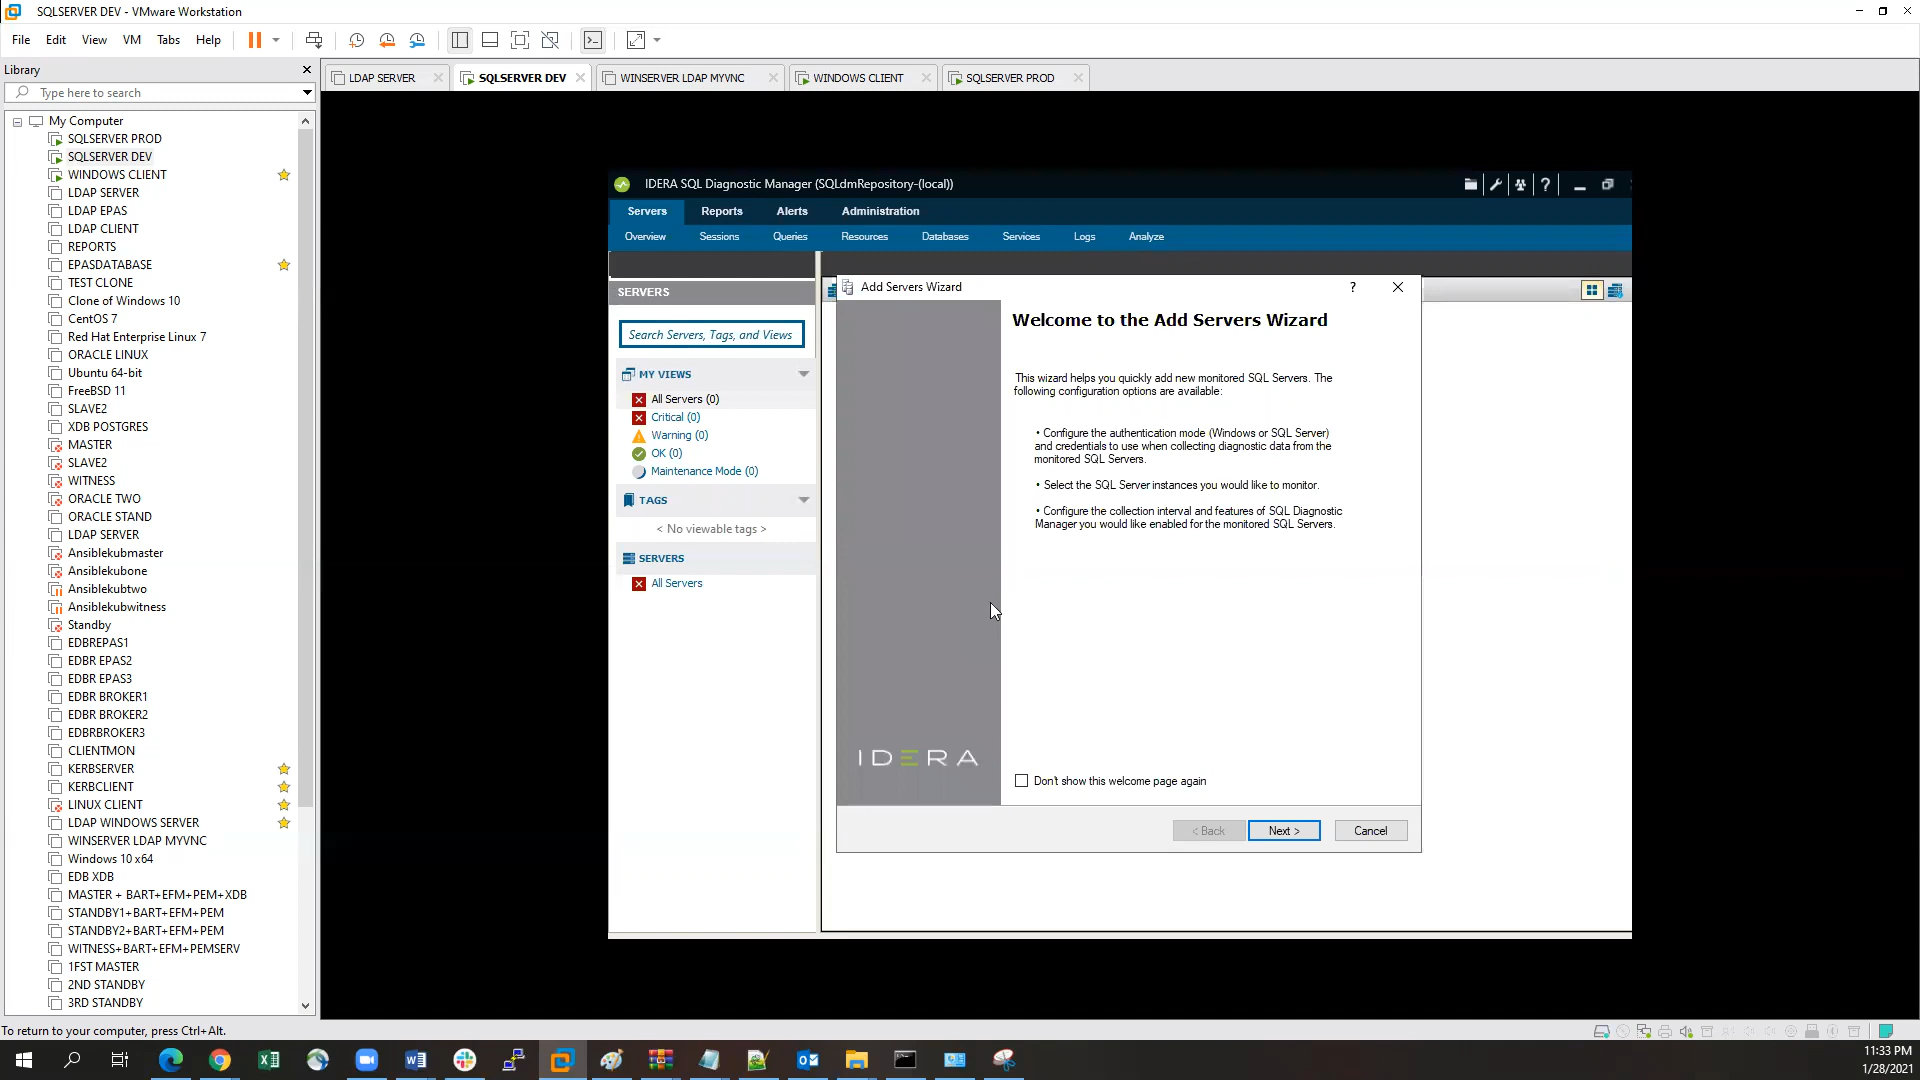 SQLSERVER DEV - VMware Workstation
File Edit View VM Tabs Help
Library
Type here to search
My Computer
SQLSERVER PROD
SQLSERVER DEV
WINDOWS CLIENT
LDAP SERVER
LDAP EPAS
LDAP CLIENT
REPORTS
EPASDATABASE
TEST CLONE
Clone of Windows 10
CentOS 7
Red Hat Enterprise Linux 7
ORACLE LINUX
Ubuntu 64-bit
FreeBSD 11
SLAVE2
XDB POSTGRES
MASTER
SLAVE2
WITNESS
ORACLE TWO
ORACLE STAND
LDAP SERVER
Ansiblekubmaster
Ansiblekubone
Ansiblekubtwo
Ansiblekubwitness
Standby
EDBREPAS1
EDBR EPAS2
EDBR EPAS3
EDBR BROKER1
EDBR BROKER2
EDBRBROKER3
CLIENTMON
KERBSERVER
KERBCLIENT
LINUX CLIENT
LDAP WINDOWS SERVER
WINSERVER LDAP MYVNC
Windows 10 x64
EDB XDB
MASTER + BART+EFM+PEM+XDB
STANDBY1+BART+EFM+PEM
STANDBY2+BART+EFM+PEM
WITNESS+BART+EFM+PEMSERV
1FST MASTER
2ND STANDBY
3RD STANDBY
LDAP SERVER SQLSERVER DEV WINSERVER LDAP MYVNC WINDOWS CLIENT SQLSERVER PROD
IDERA SQL Diagnostic Manager (SQLdmRepository-(local))
Servers Reports Alerts Administration
Overview Sessions Queries Resources Databases Services Logs Analyze
SERVERS
Search Servers, Tags, and Views
MY VIEWS
All Servers (0)
Critical (0)
Warning (0)
OK (0)
Maintenance Mode (0)
TAGS
< No viewable tags >
SERVERS
All Servers
Add Servers Wizard
Welcome to the Add Servers Wizard
This wizard helps you quickly add new monitored SQL Servers. The
following configuration options are available:
• Configure the authentication mode (Windows or SQL Server)
and credentials to use when collecting diagnostic data from the
monitored SQL Servers.
• Select the SQL Server instances you would like to monitor.
• Configure the collection interval and features of SQL Diagnostic
Manager you would like enabled for the monitored SQL Servers.
IDERA
Don't show this welcome page again
< Back Next > Cancel
To return to your computer, press Ctrl+Alt.
11:33 PM
1/28/2021